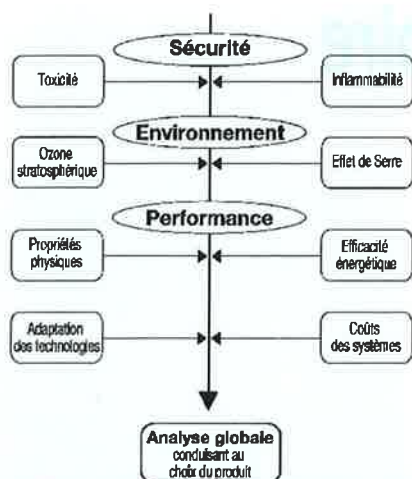 Sécurité
Toxicité
Inflammabilité
Environnement
Ozone
stratosphérique
Effet de Serre
Performance
Propriétés
physiques
Efficacité
énergétique
Adaptation
des technologies
Coûts
des systèmes
Analyse globale
conduisant au
choix du produit